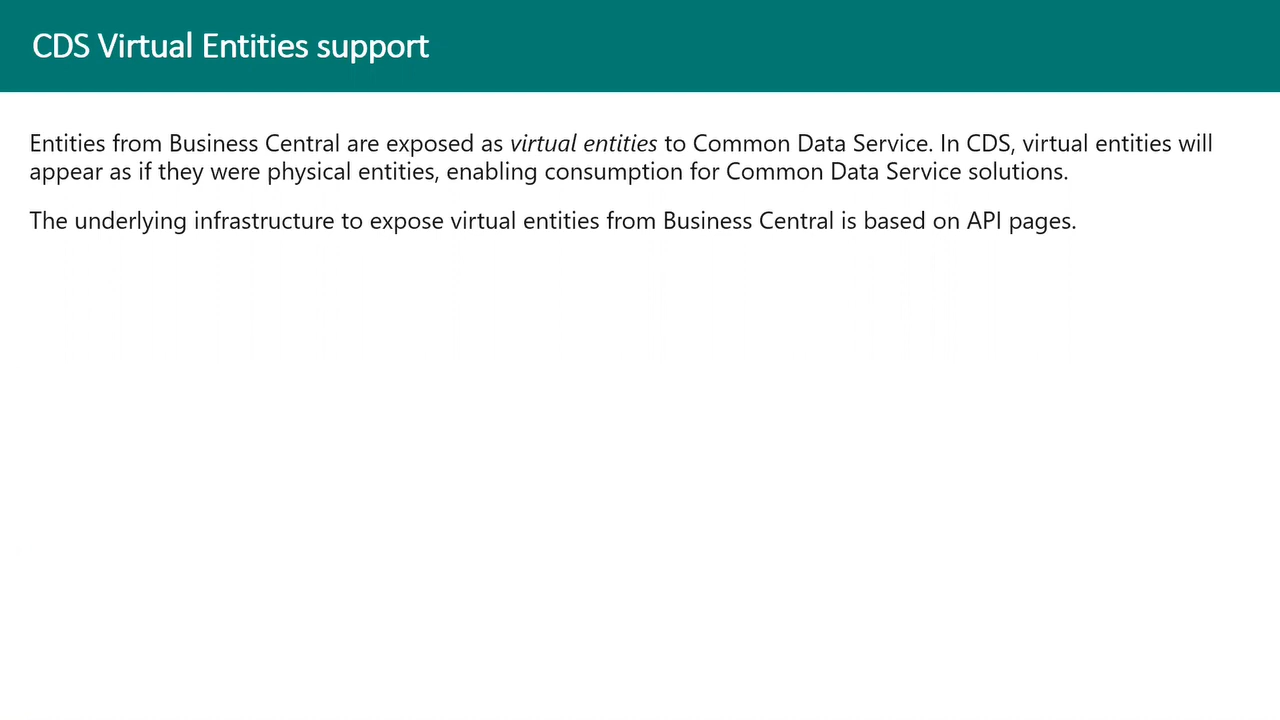 CDS Virtual Entities support
Entities from Business Central are exposed as virtual entities to Common Data Service. In CDS, virtual entities will
appear as if they were physical entities, enabling consumption for Common Data Service solutions.
The underlying infrastructure to expose virtual entities from Business Central is based on API pages.